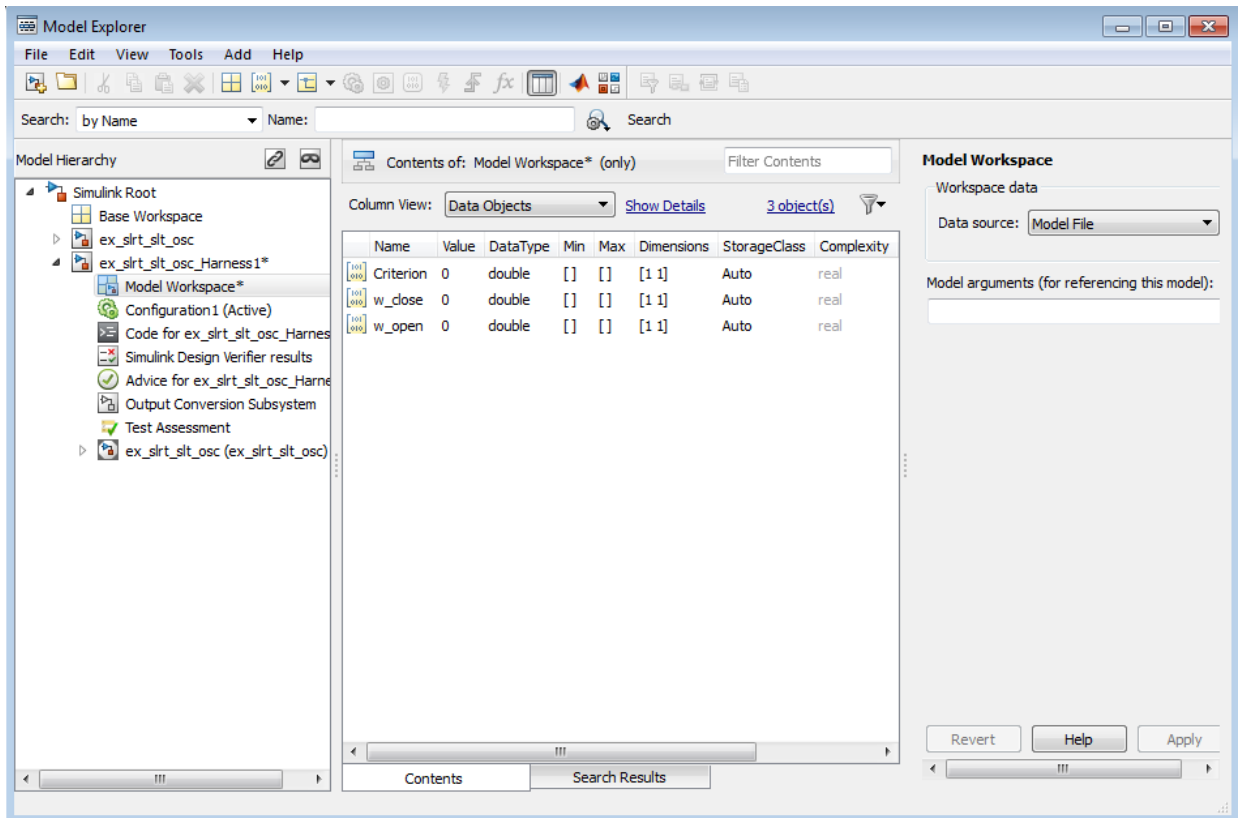 Model Explorer
File Edit View Tools Add Help
Search: by Name Name: Search
Model Hierarchy
Simulink Root
Base Workspace
ex_slrt_slt_osc
ex_slrt_slt_osc_Harness1*
Model Workspace*
Configuration1 (Active)
Code for ex_slrt_slt_osc_Harnes
Simulink Design Verifier results
Advice for ex_slrt_slt_osc_Harne
Output Conversion Subsystem
Test Assessment
ex_slrt_slt_osc (ex_slrt_slt_osc)
Contents of: Model Workspace* (only) Filter Contents
Column View: Data Objects Show Details 3 object(s)
Name Value DataType Min Max Dimensions StorageClass Complexity
Criterion 0 double [] [] [1 1] Auto real
w_close 0 double [] [] [1 1] Auto real
w_open 0 double [] [] [1 1] Auto real
Contents Search Results
Model Workspace
Workspace data
Data source: Model File
Model arguments (for referencing this model):
Revert Help Apply